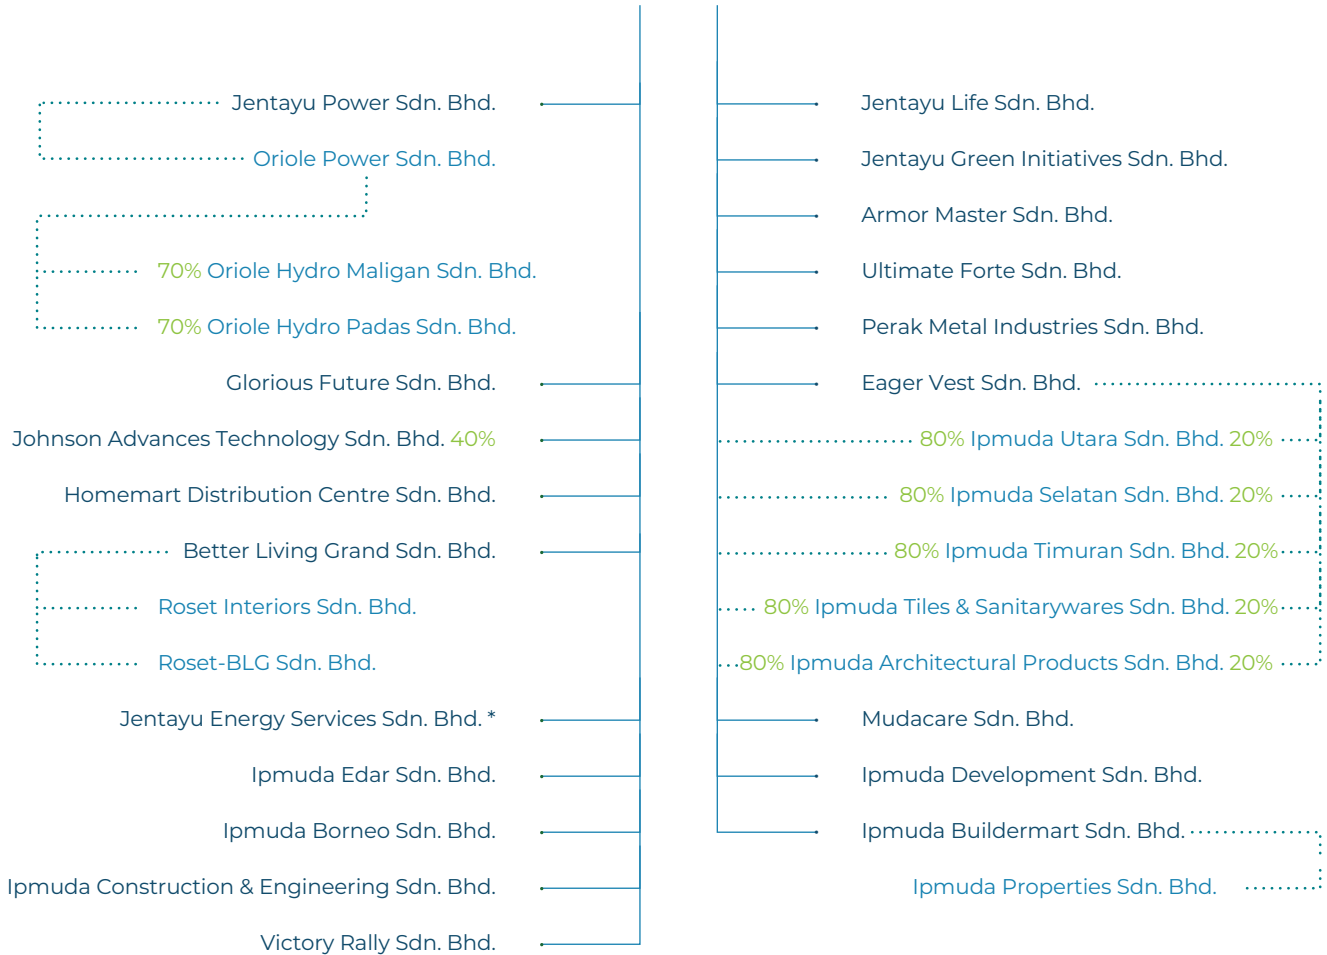 Jentayu Power Sdn. Bhd.
Oriole Power Sdn. Bhd.
70% Oriole Hydro Maligan Sdn. Bhd.
70% Oriole Hydro Padas Sdn. Bhd.
Glorious Future Sdn. Bhd.
Johnson Advances Technology Sdn. Bhd. 40%
Homemart Distribution Centre Sdn. Bhd.
Better Living Grand Sdn. Bhd.
Roset Interiors Sdn. Bhd.
Roset-BLG Sdn. Bhd.
Jentayu Energy Services Sdn. Bhd. *
Ipmuda Edar Sdn. Bhd.
Ipmuda Borneo Sdn. Bhd.
Ipmuda Construction & Engineering Sdn. Bhd.
Victory Rally Sdn. Bhd.
Jentayu Life Sdn. Bhd.
Jentayu Green Initiatives Sdn. Bhd.
Armor Master Sdn. Bhd.
Ultimate Forte Sdn. Bhd.
Perak Metal Industries Sdn. Bhd.
Eager Vest Sdn. Bhd.
80% Ipmuda Utara Sdn. Bhd. 20%
80% Ipmuda Selatan Sdn. Bhd. 20%
80% Ipmuda Timuran Sdn. Bhd. 20%
80% Ipmuda Tiles & Sanitarywares Sdn. Bhd. 20%
80% Ipmuda Architectural Products Sdn. Bhd. 20%
Mudacare Sdn. Bhd.
Ipmuda Development Sdn. Bhd.
Ipmuda Buildermart Sdn. Bhd.
Ipmuda Properties Sdn. Bhd.